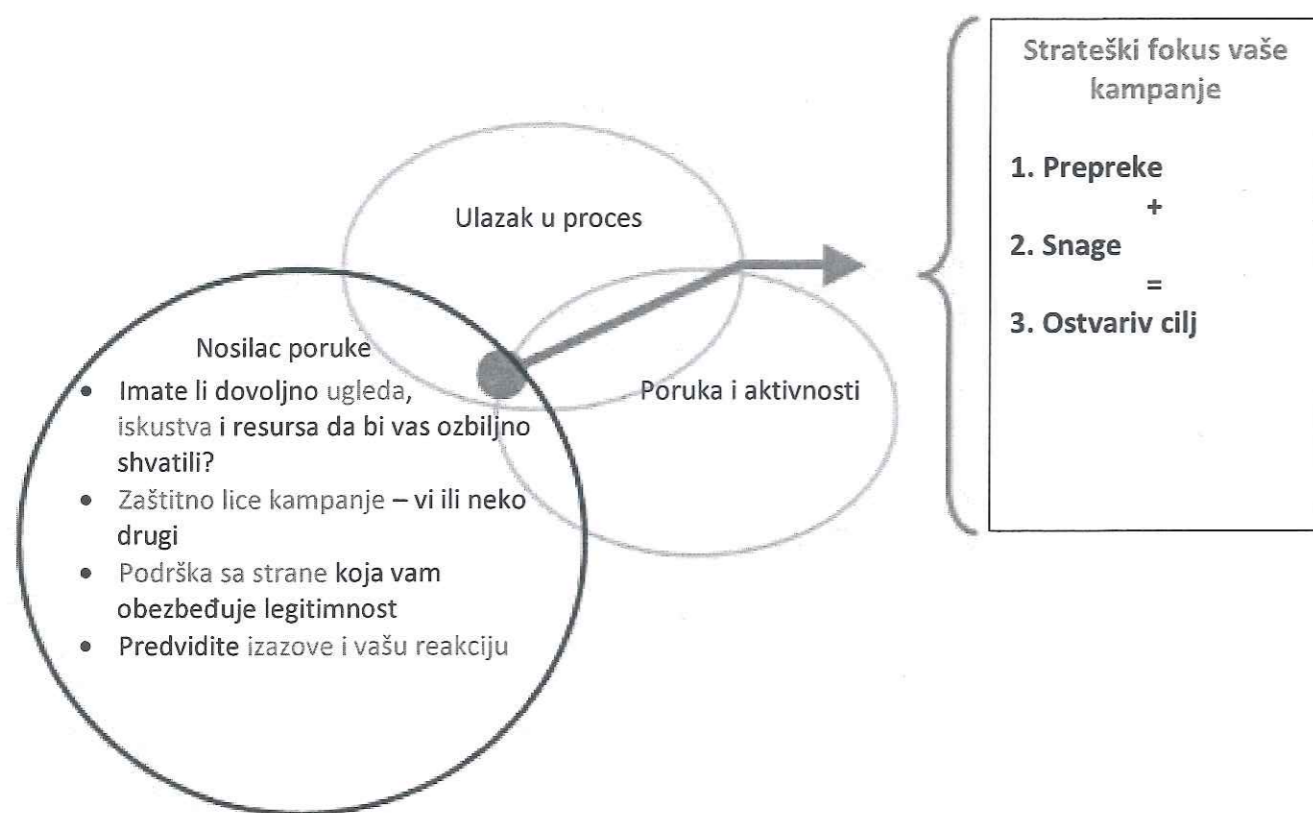 Ulazak u proces
Nosilac poruke
• Imate li dovoljno ugleda,
iskustva i resursa da bi vas ozbiljno
shvatili?
• Zaštitno lice kampanje – vi ili neko
drugi
• Podrška sa strane koja vam
obezbeđuje legitimnost
• Predvidite izazove i vašu reakciju
Poruka i aktivnosti
Strateški fokus vaše
kampanje
1. Prepreke
+
2. Snage
=
3. Ostvariv cilj